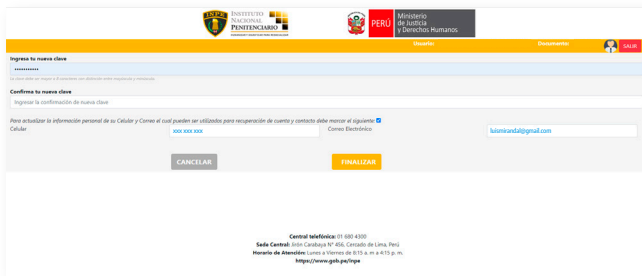 INPE
INSTITUTO
NACIONAL
PENITENCIARIO
PERÚ
Ministerio
de Justicia
y Derechos Humanos
Usuario:
Documento:
SALIR
Ingresa tu nueva clave
•••••••••••
Confirma tu nueva clave
Ingresar la confirmación de nueva clave
Para actualizar la información personal de su Celular y Correo el cual pueden ser utilizados para recuperación de cuenta y contacto debe marcar el siguiente:
Celular
xxx xxx xxx
Correo Electrónico
luismirandal@gmail.com
CANCELAR
FINALIZAR
Central telefónica: 01 680 4300
Sede Central: Jirón Carabaya N° 456, Cercado de Lima, Perú
Horario de Atención: Lunes a Viernes de 8:15 a. m a 4:15 p. m.
https://www.gob.pe/inpe